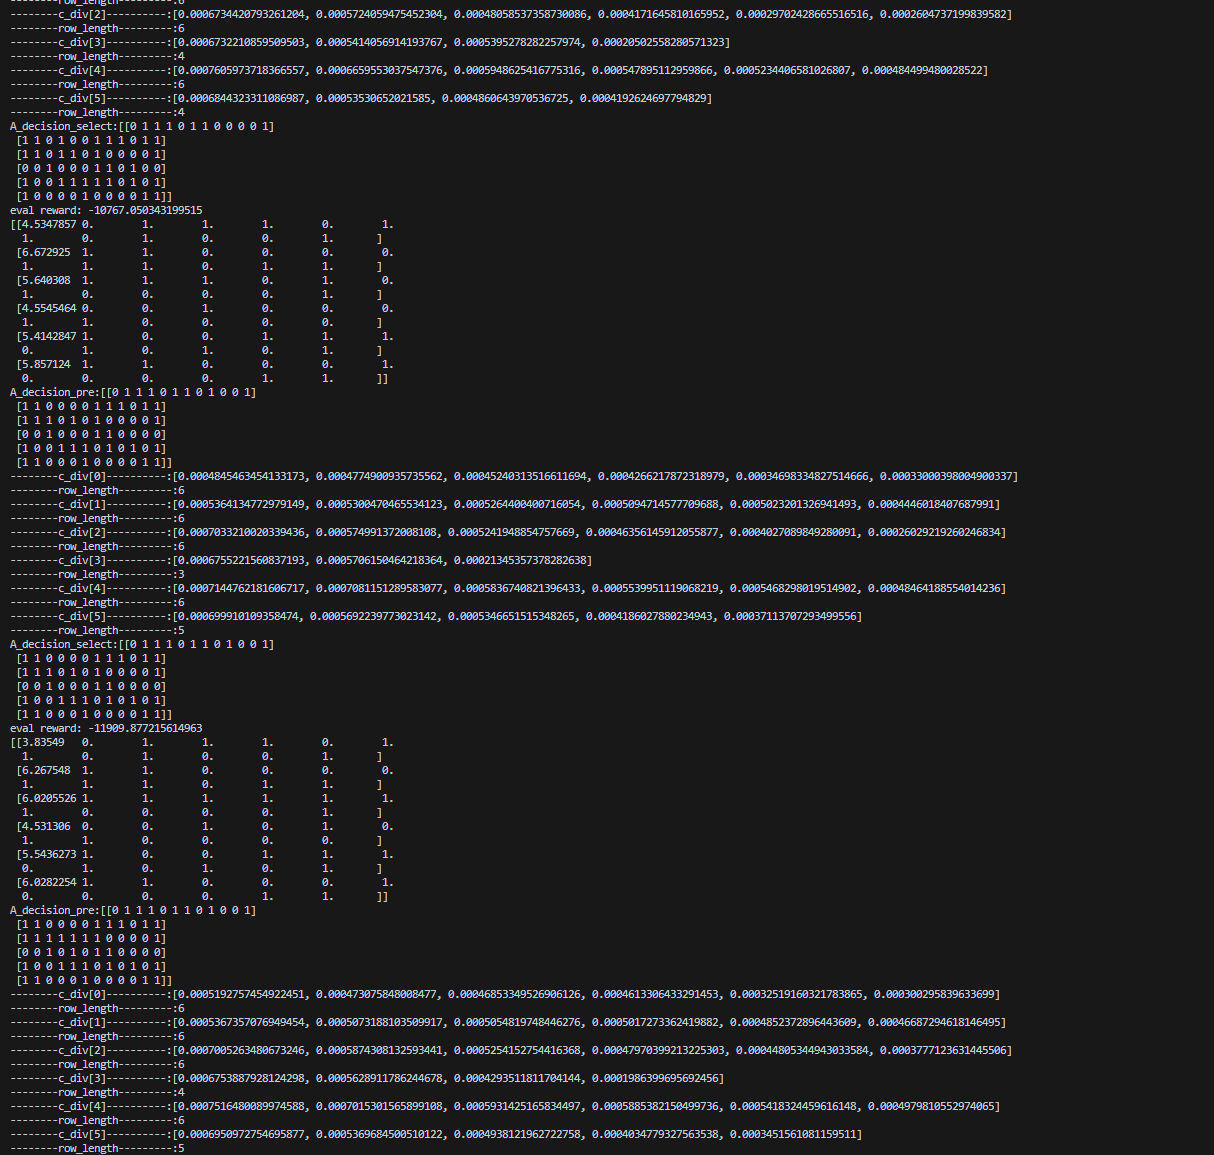 --------row_length---------:6
--------c_div[2]----------:[0.0006734420793261204, 0.0005724059475452304, 0.00048058537358730086, 0.0004171645810165952, 0.00029702428665516516, 0.0002604737199839582]
--------row_length---------:6
--------c_div[3]----------:[0.0006732210859509503, 0.0005414056914193767, 0.0005395278282257974, 0.00020502558280571323]
--------row_length---------:4
--------c_div[4]----------:[0.0007605973718366557, 0.0006659553037547376, 0.0005948625416775316, 0.000547895112959866, 0.0005234406581026807, 0.000484499480028522]
--------row_length---------:6
--------c_div[5]----------:[0.0006844323311086987, 0.00053530652021585, 0.0004860643970536725, 0.0004192624697794829]
--------row_length---------:4
A_decision_select:[[0 1 1 1 0 1 1 0 0 0 0 1]
[1 1 0 1 0 0 1 1 1 0 1 1]
[1 1 0 1 1 0 1 0 0 0 0 1]
[0 0 1 0 0 0 1 1 0 1 0 0]
[1 0 0 1 1 1 1 1 0 1 0 1]
[1 0 0 0 0 1 0 0 0 0 1 1]]
eval reward: -10767.050343199515
[[4.5347857 0. 1. 1. 1. 0. 1.
1. 0. 0. 0. 1. ]
[6.672925 1. 1. 0. 0. 0. 0.
1. 1. 0. 1. 1. ]
[5.640308 1. 1. 1. 0. 1. 0.
1. 0. 0. 0. 1. ]
[4.5545464 0. 0. 1. 0. 0. 0.
1. 1. 0. 0. 0. ]
[5.4142847 1. 0. 0. 1. 1. 1.
0. 1. 0. 1. 0. 1. ]
[5.857124 1. 1. 0. 0. 0. 1.
0. 0. 0. 0. 1. 1. ]]
A_decision_pre:[[0 1 1 1 0 1 1 0 1 0 0 1]
[1 1 0 0 0 0 1 1 1 0 1 1]
[1 1 1 0 1 0 1 0 0 0 0 1]
[0 0 1 0 0 0 1 1 0 0 0 0]
[1 0 0 1 1 1 0 1 0 1 0 1]
[1 1 0 0 0 1 0 0 0 0 1 1]]
--------c_div[0]----------:[0.0004845463454133173, 0.0004774900935735562, 0.00045240313516611694, 0.0004266217872318979, 0.00034698334827514666, 0.00033000398004900337]
--------row_length---------:6
--------c_div[1]----------:[0.0005364134772979149, 0.0005300470465534123, 0.0005264400400716054, 0.0005094714577709688, 0.0005023201326941493, 0.0004446018407687991]
--------row_length---------:6
--------c_div[2]----------:[0.0007033210020339436, 0.000574991372008108, 0.0005241948854757669, 0.00046356145912055877, 0.0004027089849280091, 0.00026029219260246834]
--------row_length---------:6
--------c_div[3]----------:[0.0006755221560837193, 0.0005706150464218364, 0.00021345357378282638]
--------row_length---------:3
--------c_div[4]----------:[0.0007144762181606717, 0.0007081151289583077, 0.0005836740821396433, 0.0005539951119068219, 0.0005468298019514902, 0.00048464188554014236]
--------row_length---------:6
--------c_div[5]----------:[0.000699910109358474, 0.0005692239773023142, 0.0005346651515348265, 0.0004186027880234943, 0.00037113707293499556]
--------row_length---------:5
A_decision_select:[[0 1 1 1 0 1 1 0 1 0 0 1]
[1 1 0 0 0 0 1 1 1 0 1 1]
[1 1 1 0 1 0 1 0 0 0 0 1]
[0 0 1 0 0 0 1 1 0 0 0 0]
[1 0 0 1 1 1 0 1 0 1 0 1]
[1 1 0 0 0 1 0 0 0 0 1 1]]
eval reward: -11909.877215614963
[[3.83549 0. 1. 1. 1. 0. 1.
1. 0. 1. 0. 0. 1. ]
[6.267548 1. 1. 0. 0. 0. 0.
1. 1. 1. 0. 1. 1. ]
[6.0205526 1. 1. 1. 1. 1. 1.
1. 0. 0. 0. 1. ]
[4.531306 0. 0. 1. 0. 1. 0.
1. 1. 0. 0. 0. ]
[5.5436273 1. 0. 0. 1. 1. 1.
0. 1. 0. 1. 0. 1. ]
[6.0282254 1. 1. 0. 0. 0. 1.
0. 0. 0. 0. 1. 1. ]]
A_decision_pre:[[0 1 1 1 0 1 1 0 1 0 0 1]
[1 1 0 0 0 0 1 1 1 0 1 1]
[1 1 1 1 1 1 1 0 0 0 0 1]
[0 0 1 0 1 0 1 1 0 0 0 0]
[1 0 0 1 1 1 0 1 0 1 0 1]
[1 1 0 0 0 1 0 0 0 0 1 1]]
--------c_div[0]----------:[0.0005192757454922451, 0.000473075848008477, 0.00046853349526906126, 0.0004613306433291453, 0.00032519160321783865, 0.000300295839633699]
--------row_length---------:6
--------c_div[1]----------:[0.0005367357076949454, 0.0005073188103509917, 0.0005054819748446276, 0.0005017273362419882, 0.0004852372896443609, 0.00046687294618146495]
--------row_length---------:6
--------c_div[2]----------:[0.0007005263480673246, 0.0005874308132593441, 0.0005254152754416368, 0.00047970399213225303, 0.00044805344943033584, 0.0003777123631445506]
--------row_length---------:6
--------c_div[3]----------:[0.0006753887928124298, 0.0005628911786244678, 0.0004293511811704144, 0.0001986399695692456]
--------row_length---------:4
--------c_div[4]----------:[0.0007516480089974588, 0.0007015301565899108, 0.0005931425165834497, 0.0005885382150499736, 0.0005418324459616148, 0.0004979810552974065]
--------row_length---------:6
--------c_div[5]----------:[0.0006950972754695877, 0.0005369684500510122, 0.0004938121962722758, 0.0004034779327563538, 0.0003451561081159511]
--------row_length---------:5